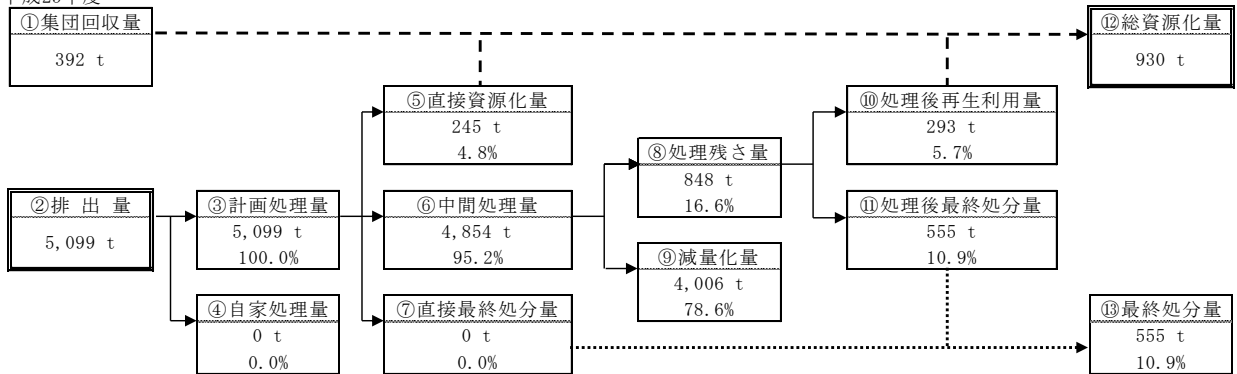 ①集団回収量
392 t
⑫総資源化量
930 t
⑤直接資源化量
245 t
4.8%
⑩処理後再生利用量
293 t
5.7%
⑧処理残さ量
848 t
16.6%
②排 出 量
5,099 t
③計画処理量
5,099 t
100.0%
⑥中間処理量
4,854 t
95.2%
⑪処理後最終処分量
555 t
10.9%
⑨減量化量
4,006 t
78.6%
④自家処理量
0 t
0.0%
⑦直接最終処分量
0 t
0.0%
⑬最終処分量
555 t
10.9%